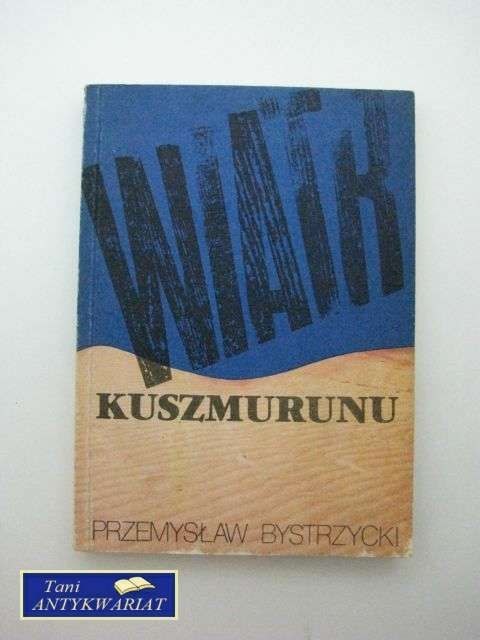 WIATR
KUSZMURUNU
PRZEMYSŁAW BYSTRZYCKI
Tani
ANTYKWARIAT